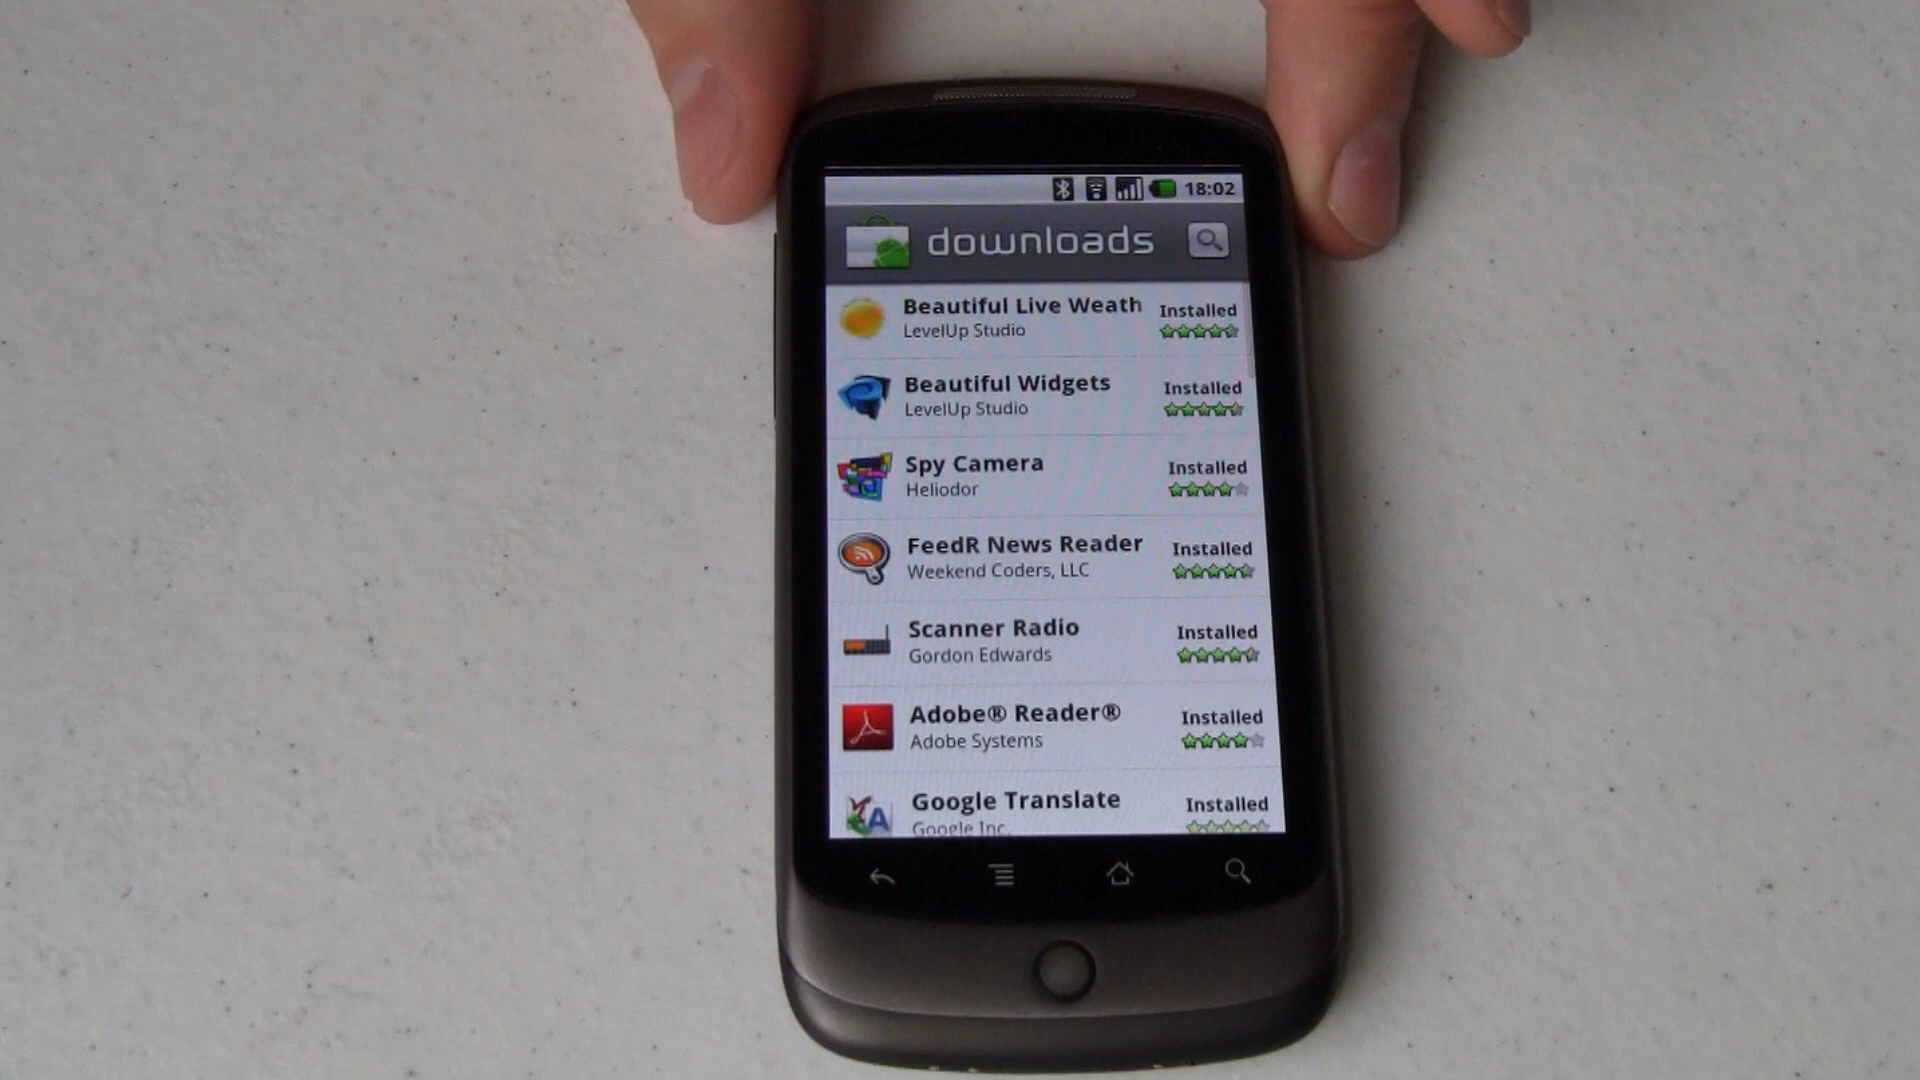 18:02
downloads
Beautiful Live Weath
Installed
LevelUp Studio
Beautiful Widgets
Installed
LevelUp Studio
Spy Camera
Installed
Heliodor
FeedR News Reader
Installed
Weekend Coders, LLC
Scanner Radio
Installed
Gordon Edwards
Adobe® Reader®
Installed
Adobe Systems
Google Translate
Installed
Google Inc.